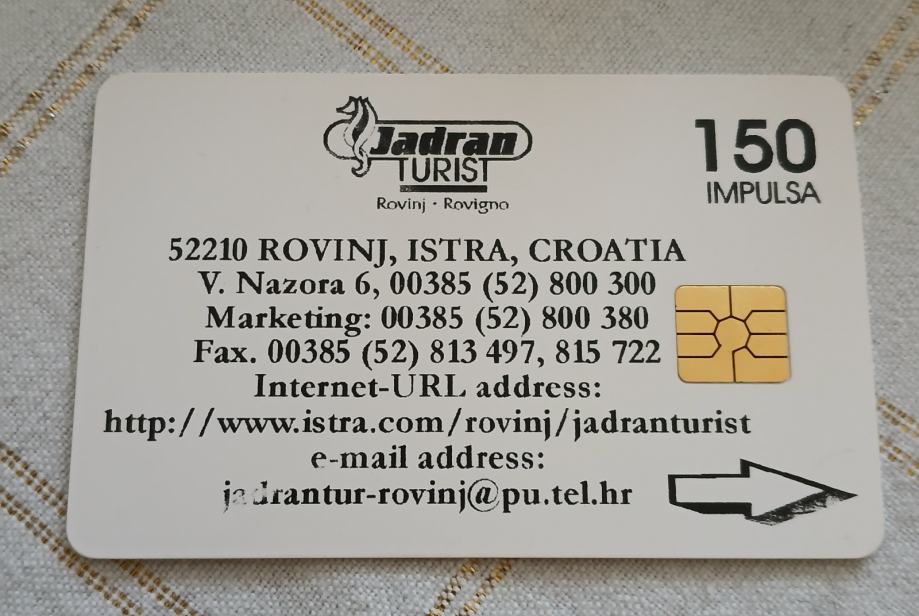 Jadran
TURIST
Rovinj · Rovigno
150
IMPULSA
52210 ROVINJ, ISTRA, CROATIA
V. Nazora 6, 00385 (52) 800 300
Marketing: 00385 (52) 800 380
Fax. 00385 (52) 813 497, 815 722
Internet-URL address:
http://www.istra.com/rovinj/jadranturist
e-mail address:
jadrantur-rovinj@pu.tel.hr